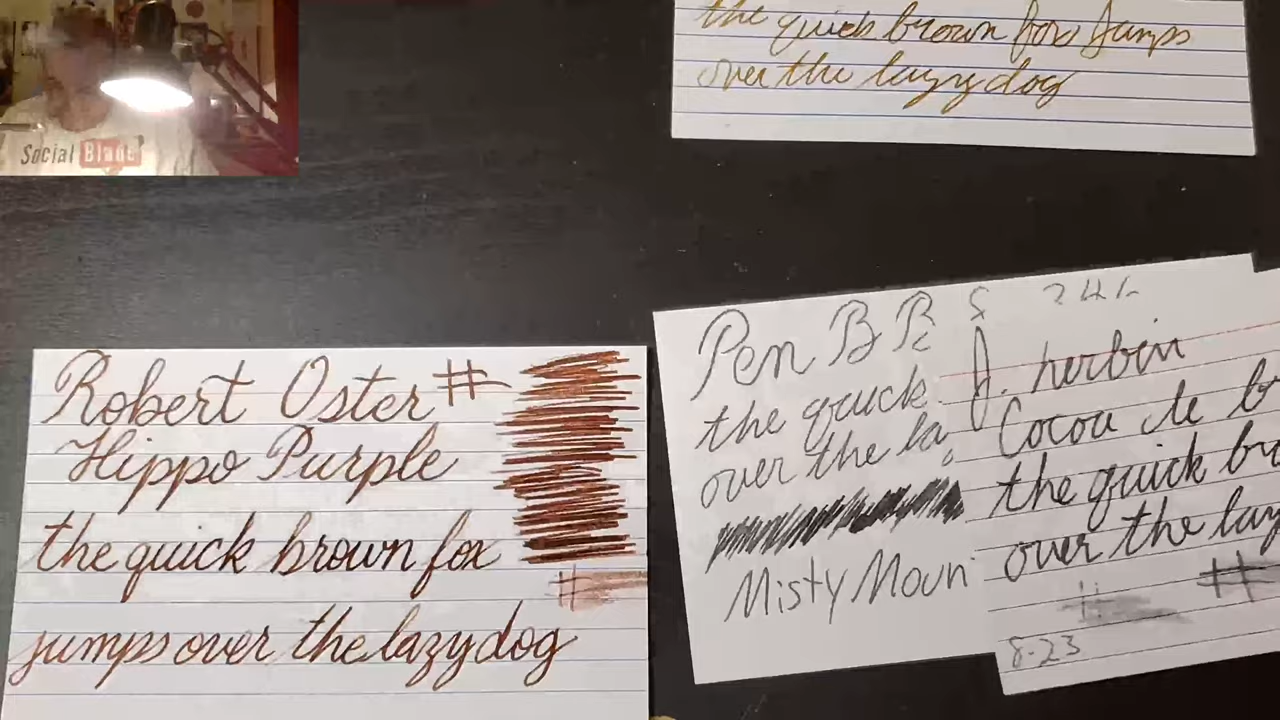 Social Blade
the quick brown fox jumps
over the lazy dog
Robert Oster #
Hippo Purple
the quick brown fox
#
jumps over the lazy dog
Pen BB
the quick
over the la
Misty Moun
J. herbin
Cocoa de b
the quick bro
over the laz
# #
8-23